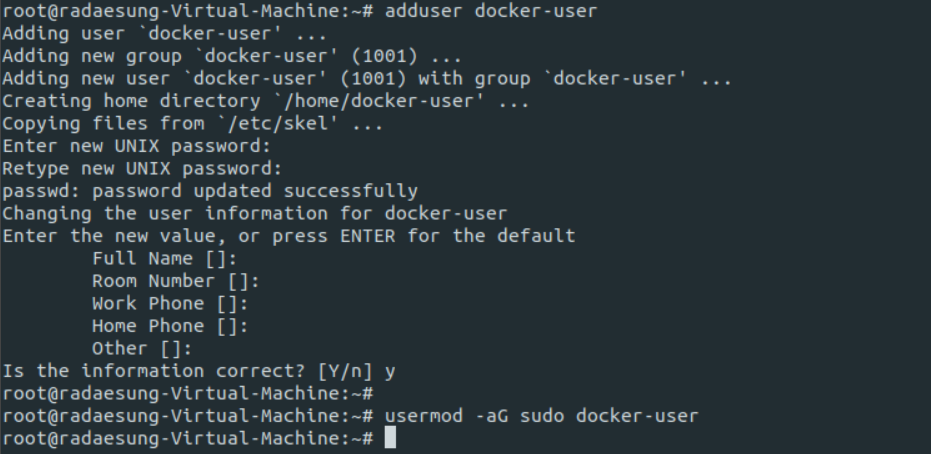 root@radaesung-Virtual-Machine:~# adduser docker-user
Adding user `docker-user' ...
Adding new group `docker-user' (1001) ...
Adding new user `docker-user' (1001) with group `docker-user' ...
Creating home directory `/home/docker-user' ...
Copying files from `/etc/skel' ...
Enter new UNIX password:
Retype new UNIX password:
passwd: password updated successfully
Changing the user information for docker-user
Enter the new value, or press ENTER for the default
        Full Name []:
        Room Number []:
        Work Phone []:
        Home Phone []:
        Other []:
Is the information correct? [Y/n] y
root@radaesung-Virtual-Machine:~#
root@radaesung-Virtual-Machine:~# usermod -aG sudo docker-user
root@radaesung-Virtual-Machine:~#